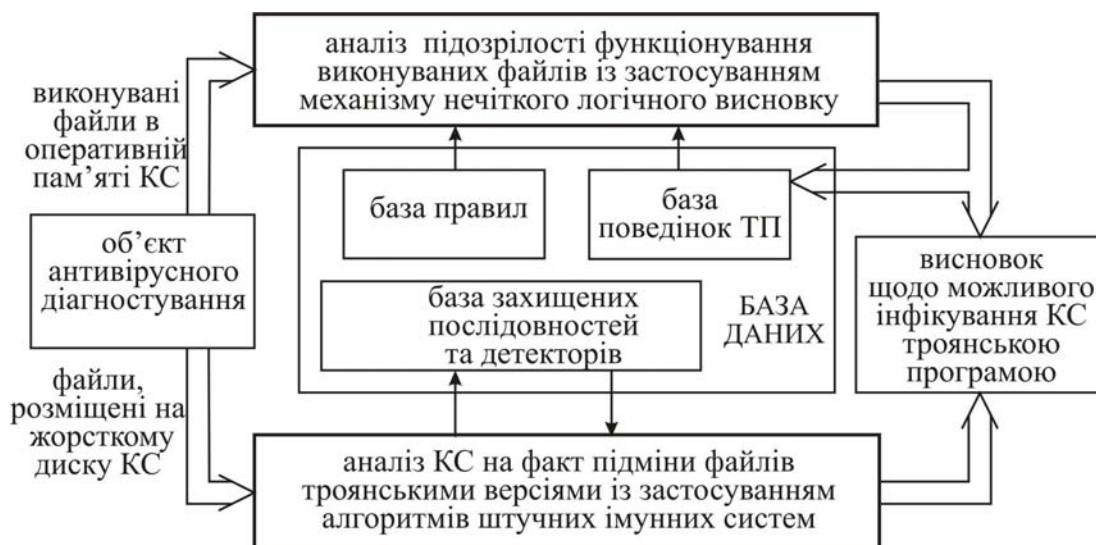 аналіз підозрілості функціонування
виконуваних файлів із застосуванням
механізму нечіткого логічного висновку
виконувані
файли в
оперативній
пам’яті КС
база правил
база
поведінок ТП
об’єкт
антивірусного
діагностування
база захищених
послідовностей
та детекторів
БАЗА
ДАНИХ
висновок
щодо можливого
інфікування КС
троянською
програмою
файли,
розміщені на
жорсткому
диску КС
аналіз КС на факт підміни файлів
троянськими версіями із застосуванням
алгоритмів штучних імунних систем